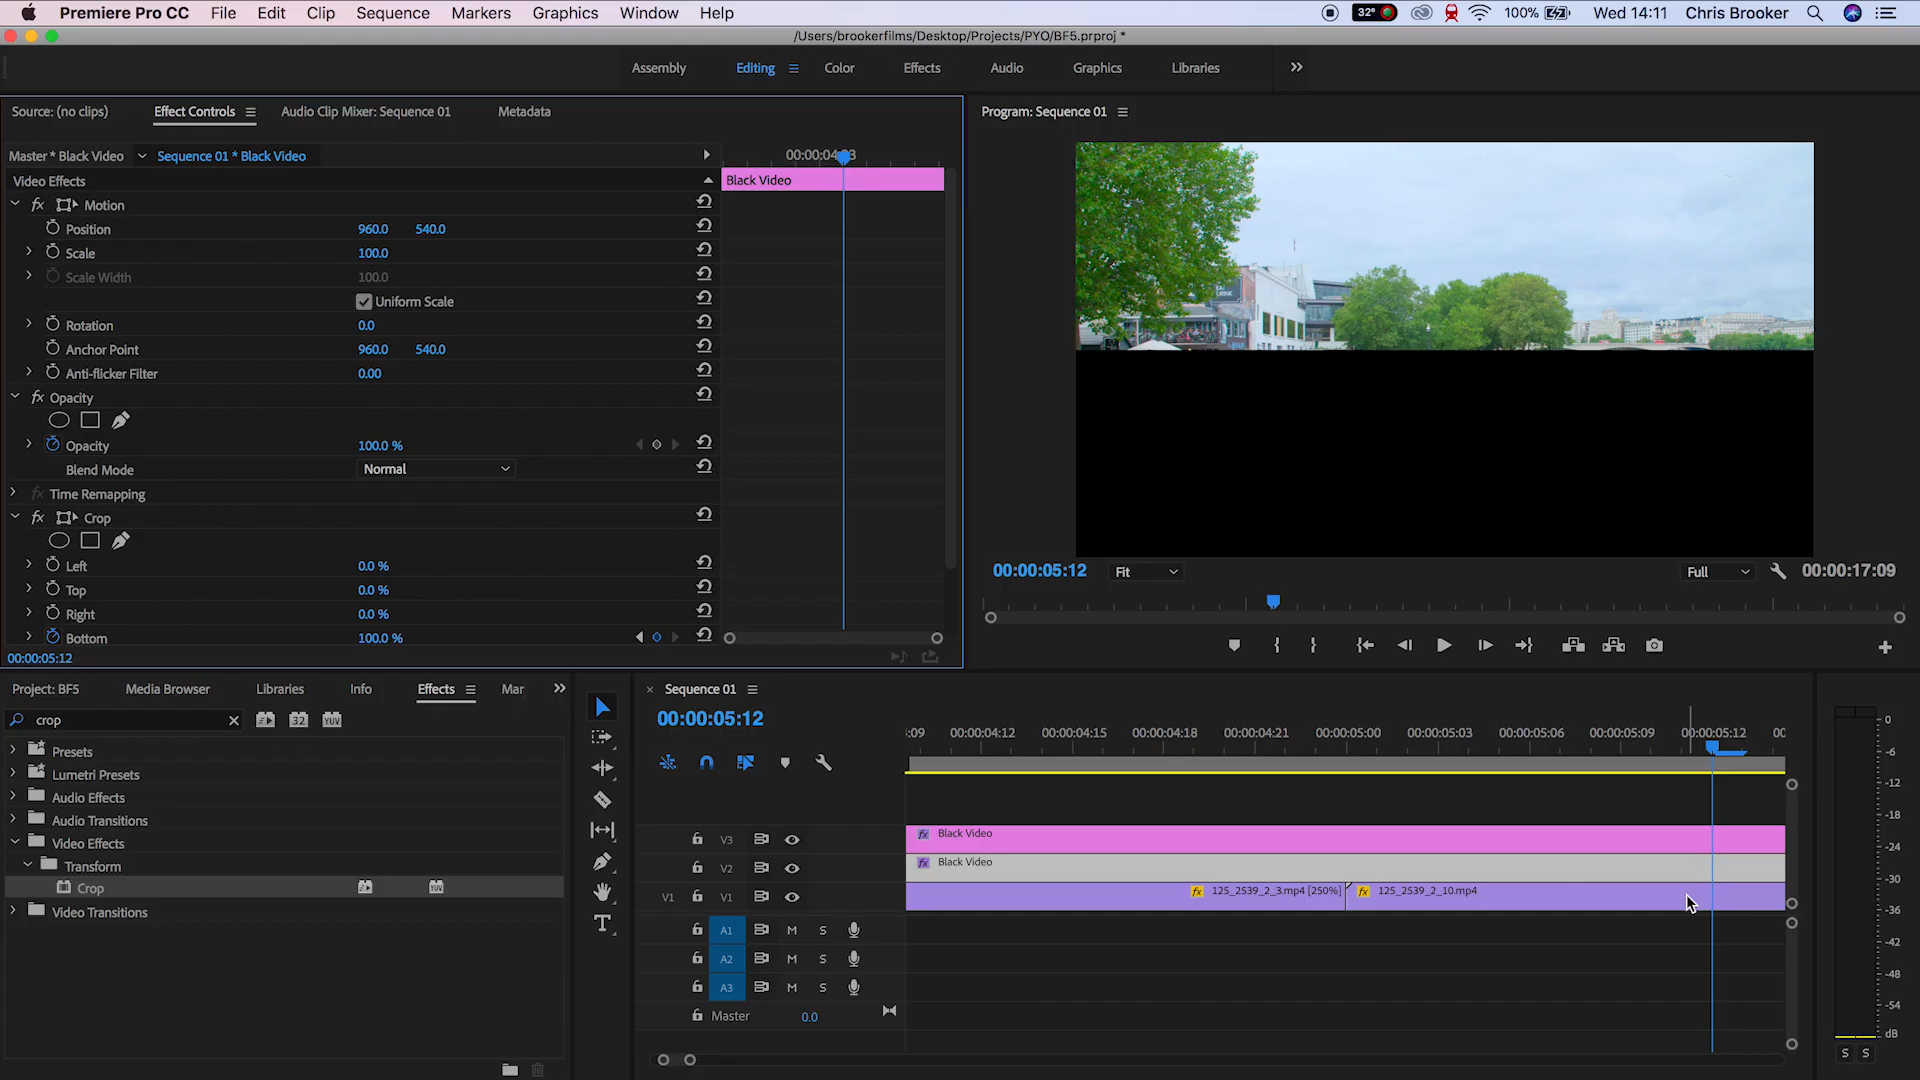 Premiere Pro CC File Edit Clip Sequence Markers Graphics Window Help 32° 100% Wed 14:11 Chris Brooker
/Users/brookerfilms/Desktop/Projects/PYO/BF5.prproj *
Assembly Editing Color Effects Audio Graphics Libraries
Source: (no clips) Effect Controls Audio Clip Mixer: Sequence 01 Metadata
Program: Sequence 01
Master * Black Video Sequence 01 * Black Video
Video Effects Black Video
fx Motion
Position 960.0 540.0
Scale 100.0
Scale Width 100.0
Uniform Scale
Rotation 0.0
Anchor Point 960.0 540.0
Anti-flicker Filter 0.00
fx Opacity
Opacity 100.0 %
Blend Mode Normal
fx Time Remapping
fx Crop
Left 0.0 %
Top 0.0 %
Right 0.0 %
Bottom 100.0 %
00:00:05:12
00:00:05:12 Fit Full 00:00:17:09
Project: BF5 Media Browser Libraries Info Effects Mar
crop 32 YUV
Presets
Lumetri Presets
Audio Effects
Audio Transitions
Video Effects
Transform
Crop YUV
Video Transitions
Sequence 01
00:00:05:12
:09 00:00:04:12 00:00:04:15 00:00:04:18 00:00:04:21 00:00:05:00 00:00:05:03 00:00:05:06 00:00:05:09 00:00:05:12 00
V3 fx Black Video
V2 fx Black Video
V1 V1 fx 125_2539_2_3.mp4 [250%] fx 125_2539_2_10.mp4
A1 M S
A2 M S
A3 M S
Master 0.0
0
-6
-12
-18
-24
-30
-36
-42
-48
-54
dB
S S